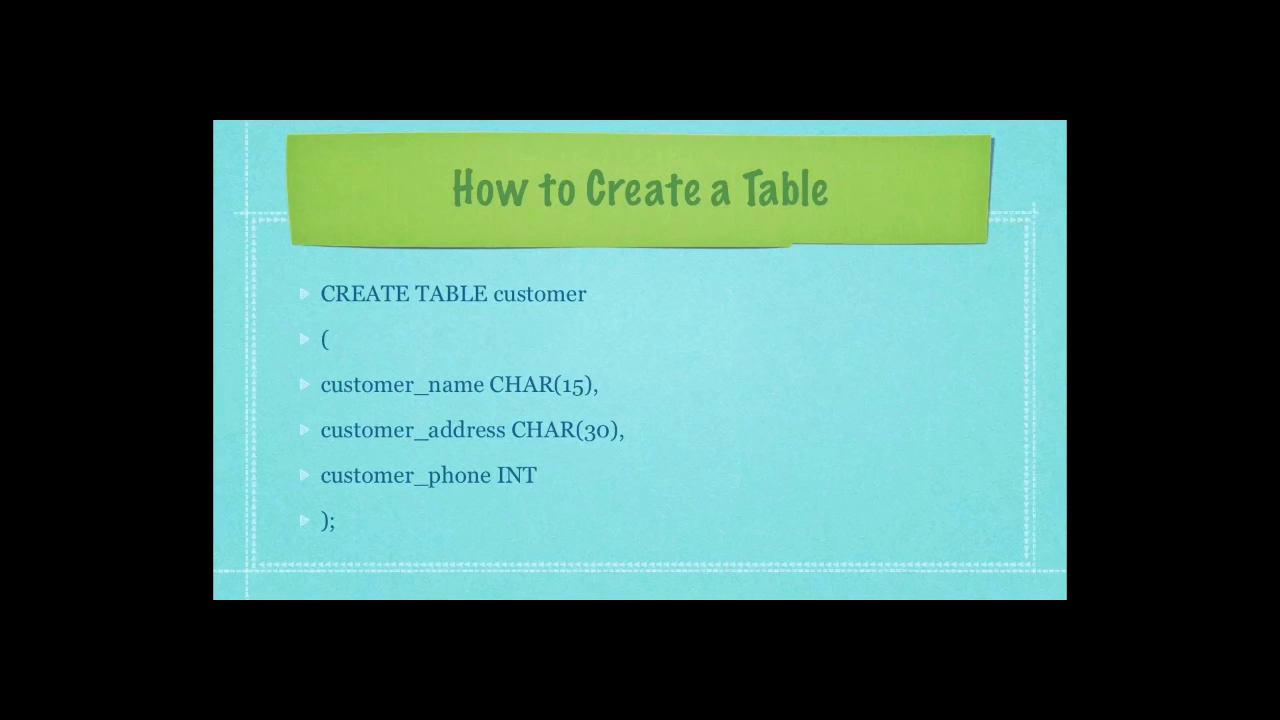 How to Create a Table
CREATE TABLE customer
(
customer_name CHAR(15),
customer_address CHAR(30),
customer_phone INT
);